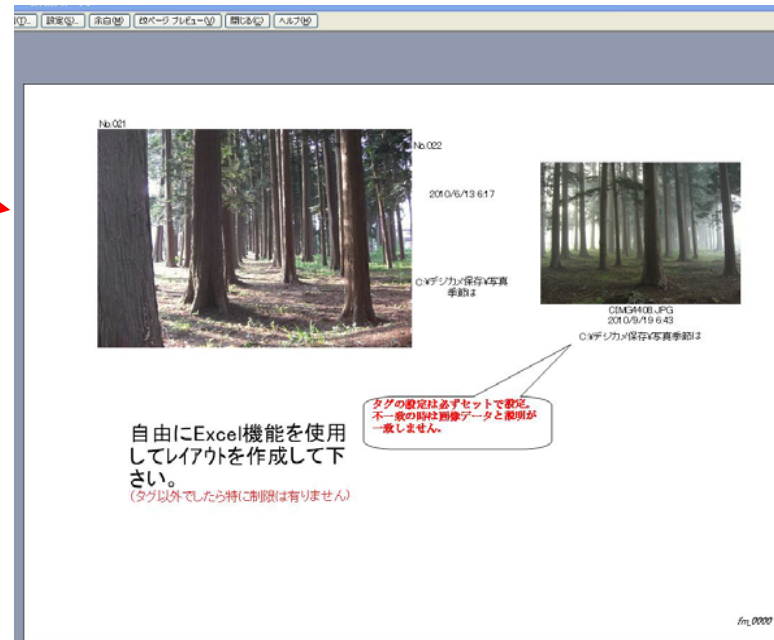 設定(S)... 余白(M) 改ページ プレビュー(V) 閉じる(C) ヘルプ(H)
No.021
No.022
2010/6/13 6:17
C:¥デジカメ保存¥写真
季節は
CIMG4408.JPG
2010/9/19 6:43
C:¥デジカメ保存¥写真季節は
タグの設定は必ずセットで設定。
不一致の時は画像データと説明が
一致しません。
自由にExcel機能を使用
してレイアウトを作成して下
さい。
(タグ以外でしたら特に制限は有りません)
fm_0000